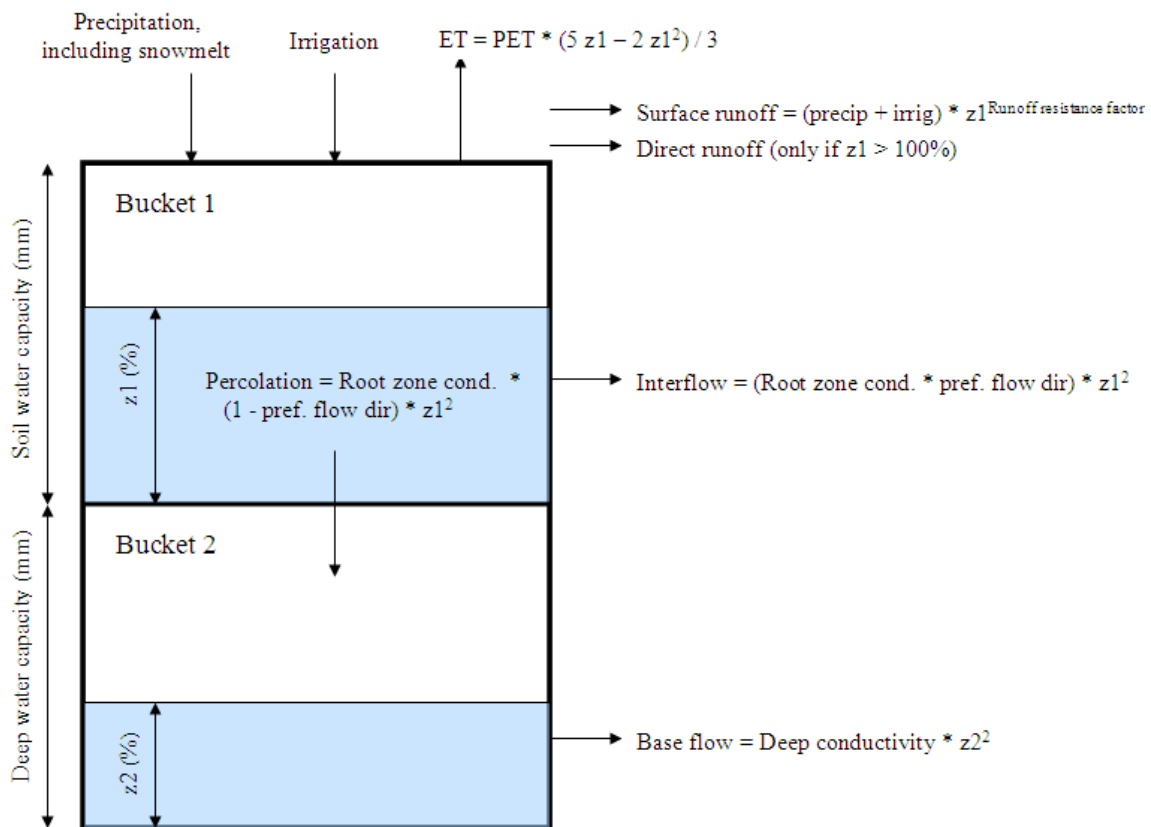 Precipitation,
including snowmelt
Irrigation
ET = PET * (5 z1 – 2 z1²) / 3
Surface runoff = (precip + irrig) * z1^Runoff resistance factor
Direct runoff (only if z1 > 100%)
Bucket 1
Soil water capacity (mm)
z1 (%)
Percolation = Root zone cond. *
(1 - pref. flow dir) * z1²
Interflow = (Root zone cond. * pref. flow dir) * z1²
Bucket 2
Deep water capacity (mm)
z2 (%)
Base flow = Deep conductivity * z2²